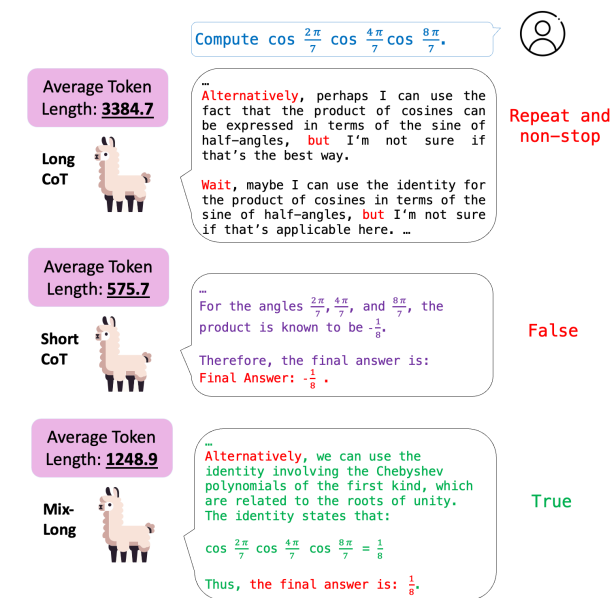 Compute cos 2π/7 cos 4π/7 cos 8π/7.
Average Token
Length: 3384.7
Long
CoT
…
Alternatively, perhaps I can use the
fact that the product of cosines can
be expressed in terms of the sine of
half-angles, but I'm not sure if
that's the best way.
Wait, maybe I can use the identity for
the product of cosines in terms of the
sine of half-angles, but I'm not sure
if that's applicable here. …
Repeat and
non-stop
Average Token
Length: 575.7
Short
CoT
…
For the angles 2π/7, 4π/7, and 8π/7, the
product is known to be -1/8.
Therefore, the final answer is:
Final Answer: -1/8 .
False
Average Token
Length: 1248.9
Mix-
Long
…
Alternatively, we can use the
identity involving the Chebyshev
polynomials of the first kind, which
are related to the roots of unity.
The identity states that:
cos 2π/7 cos 4π/7 cos 8π/7 = 1/8
Thus, the final answer is: 1/8.
True